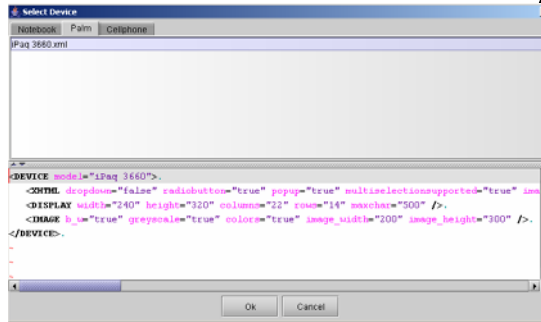 Select Device
Notebook Palm Cellphone
iPaq 3660.xml
<DEVICE model="iPaq 3660">.
<XHTML dropdown="false" radiobutton="true" popup="true" multiselectionsupported="true" ima
<DISPLAY width="240" height="320" columns="22" rows="14" maxchar="500" />.
<IMAGE b_w="true" greyscale="true" colors="true" image_width="200" image_height="300" />.
</DEVICE>.
~
~
~
Ok Cancel